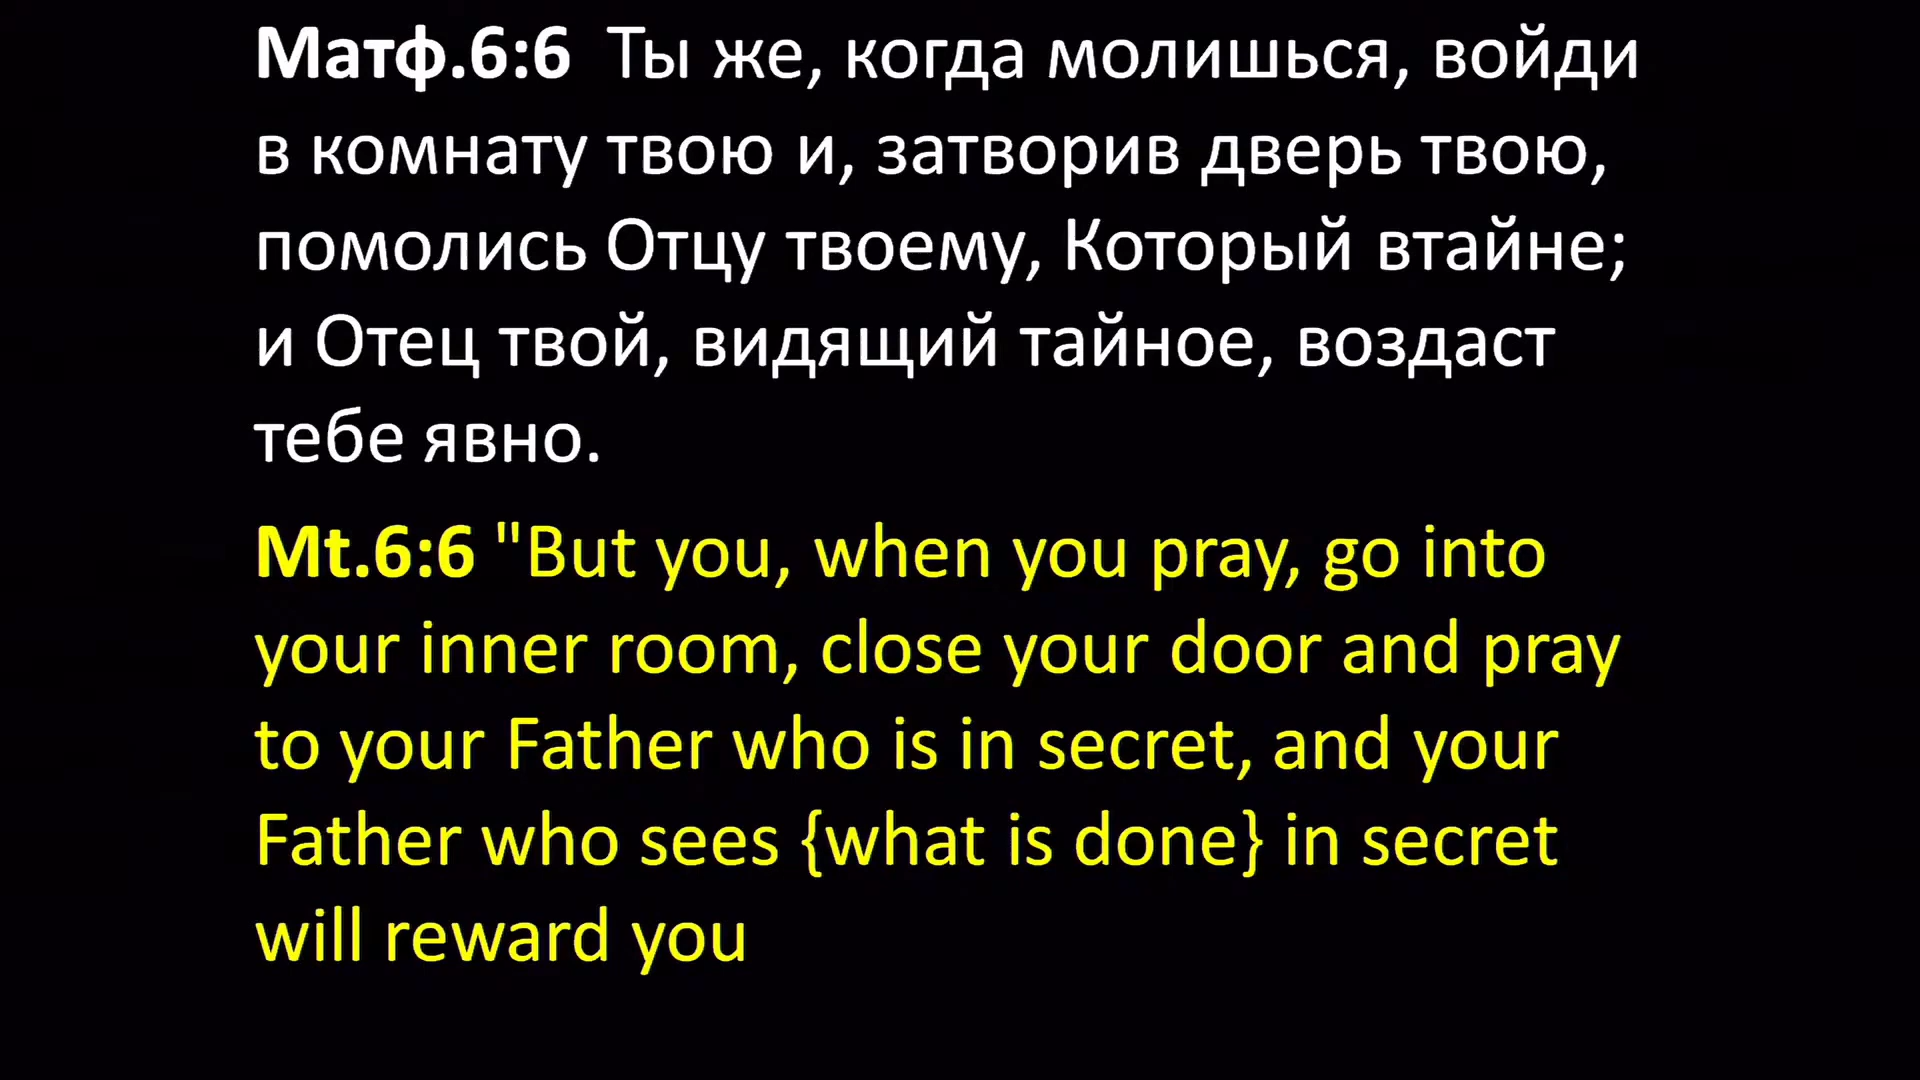 Матф.6:6  Ты же, когда молишься, войди
в комнату твою и, затворив дверь твою,
помолись Отцу твоему, Который втайне;
и Отец твой, видящий тайное, воздаст
тебе явно.
Mt.6:6 "But you, when you pray, go into
your inner room, close your door and pray
to your Father who is in secret, and your
Father who sees {what is done} in secret
will reward you